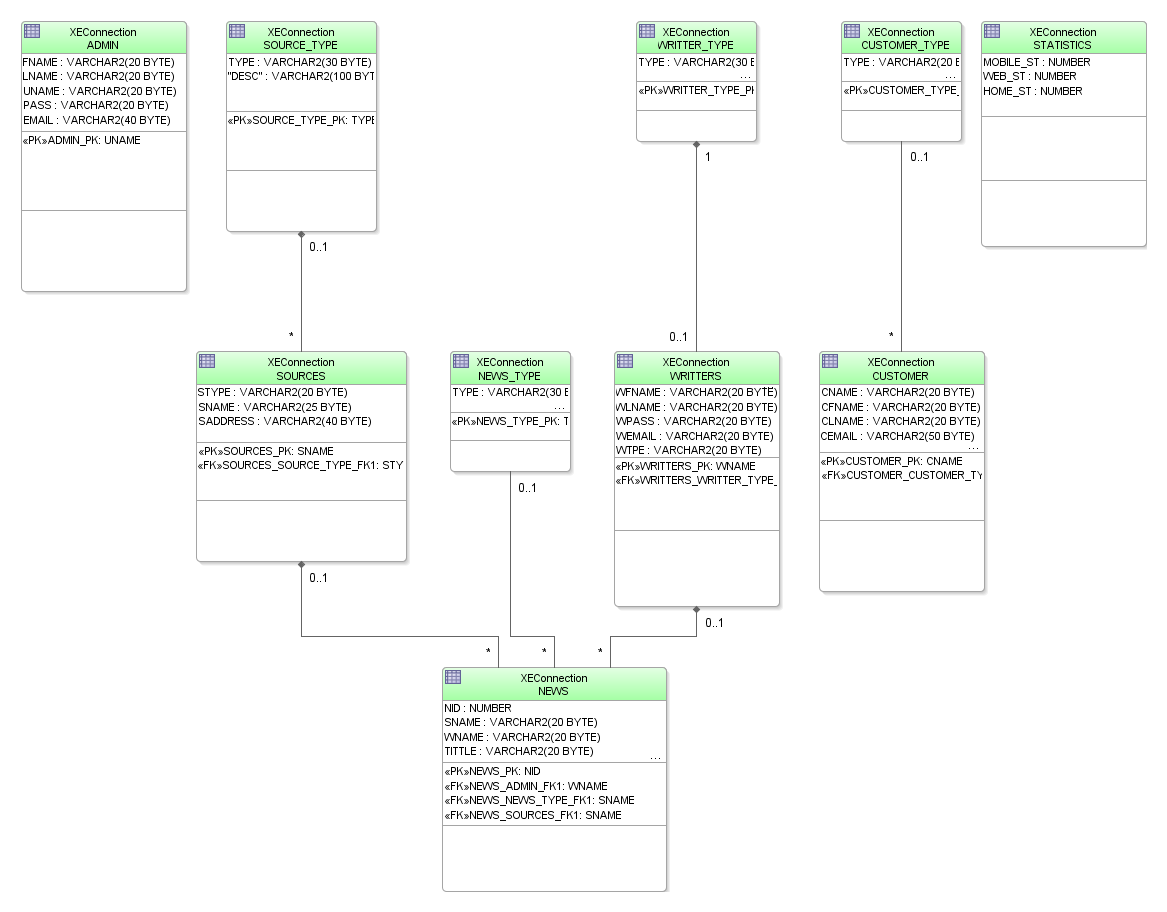 XEConnection
ADMIN
FNAME : VARCHAR2(20 BYTE)
LNAME : VARCHAR2(20 BYTE)
UNAME : VARCHAR2(20 BYTE)
PASS : VARCHAR2(20 BYTE)
EMAIL : VARCHAR2(40 BYTE)
«PK»ADMIN_PK: UNAME
XEConnection
SOURCE_TYPE
TYPE : VARCHAR2(30 BYTE)
"DESC" : VARCHAR2(100 BYT
«PK»SOURCE_TYPE_PK: TYPE
XEConnection
WRITTER_TYPE
TYPE : VARCHAR2(30 E
...
«PK»WRITTER_TYPE_PK
XEConnection
CUSTOMER_TYPE
TYPE : VARCHAR2(20 E
...
«PK»CUSTOMER_TYPE_
XEConnection
STATISTICS
MOBILE_ST : NUMBER
WEB_ST : NUMBER
HOME_ST : NUMBER
0..1
*
1
0..1
0..1
*
XEConnection
SOURCES
STYPE : VARCHAR2(20 BYTE)
SNAME : VARCHAR2(25 BYTE)
SADDRESS : VARCHAR2(40 BYTE)
«PK»SOURCES_PK: SNAME
«FK»SOURCES_SOURCE_TYPE_FK1: STY
XEConnection
NEWS_TYPE
TYPE : VARCHAR2(30 E
...
«PK»NEWS_TYPE_PK: T
XEConnection
WRITTERS
WFNAME : VARCHAR2(20 BYTE)
WLNAME : VARCHAR2(20 BYTE)
WPASS : VARCHAR2(20 BYTE)
WEMAIL : VARCHAR2(20 BYTE)
WTPE : VARCHAR2(20 BYTE)
«PK»WRITTERS_PK: WNAME
«FK»WRITTERS_WRITTER_TYPE_
XEConnection
CUSTOMER
CNAME : VARCHAR2(20 BYTE)
CFNAME : VARCHAR2(20 BYTE)
CLNAME : VARCHAR2(20 BYTE)
CEMAIL : VARCHAR2(50 BYTE)
...
«PK»CUSTOMER_PK: CNAME
«FK»CUSTOMER_CUSTOMER_TY
0..1
0..1
0..1
*
*
*
XEConnection
NEWS
NID : NUMBER
SNAME : VARCHAR2(20 BYTE)
WNAME : VARCHAR2(20 BYTE)
TITTLE : VARCHAR2(20 BYTE)
...
«PK»NEWS_PK: NID
«FK»NEWS_ADMIN_FK1: WNAME
«FK»NEWS_NEWS_TYPE_FK1: SNAME
«FK»NEWS_SOURCES_FK1: SNAME